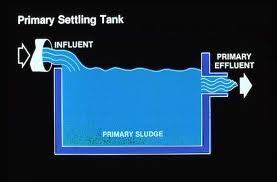 Primary Settling Tank
INFLUENT
PRIMARY
EFFLUENT
PRIMARY SLUDGE